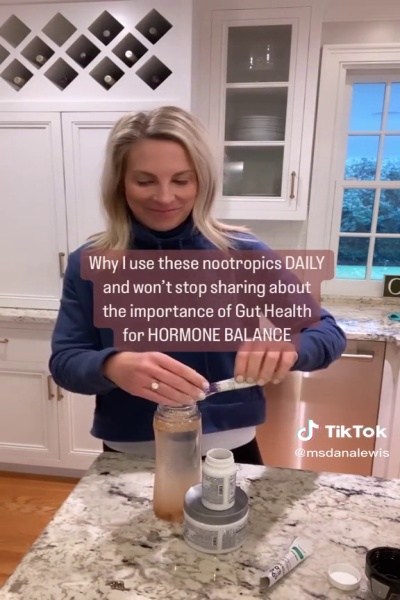 Why I use these nootropics DAILY
and won't stop sharing about
the importance of Gut Health
for HORMONE BALANCE
TikTok
@msdanalewis